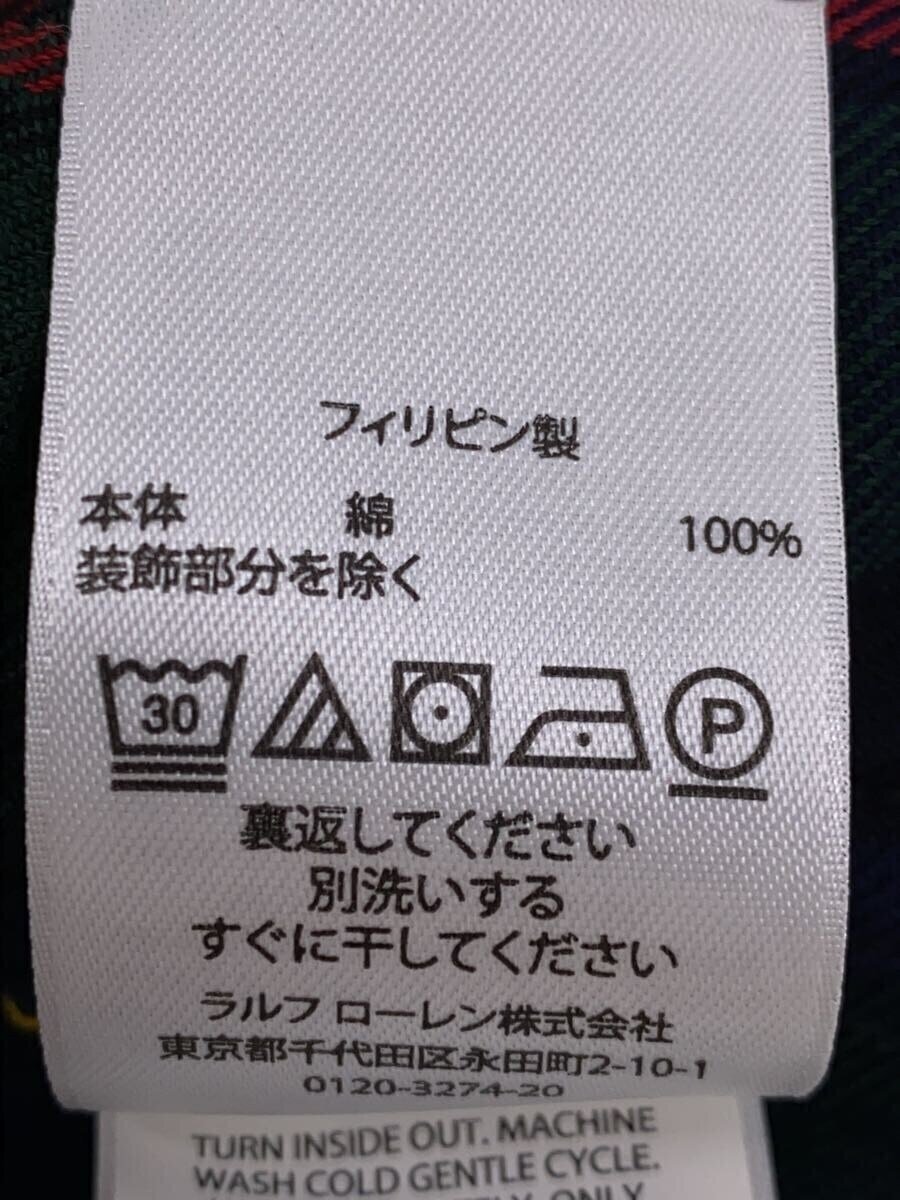 フィリピン製
本体 綿 100%
装飾部分を除く
30 P
裏返してください
別洗いする
すぐに干してください
ラルフ ローレン株式会社
東京都千代田区永田町2-10-1
0120-3274-20
TURN INSIDE OUT. MACHINE
WASH COLD GENTLE CYCLE.
ONLY